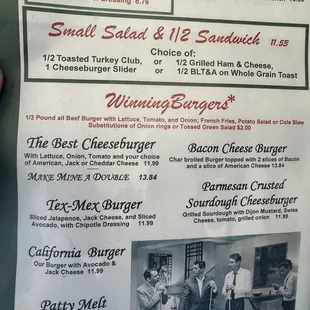 Dressing 8.76
Small Salad & 1/2 Sandwich 11.53
Choice of:
1/2 Toasted Turkey Club, or 1/2 Grilled Ham & Cheese,
1 Cheeseburger Slider or 1/2 BLT&A on Whole Grain Toast
WinningBurgers*
1/3 Pound all Beef Burger with Lettuce, Tomato, and Onion; French Fries, Potato Salad or Cole Slaw
Substitutions of Onion rings or Tossed Green Salad $2.00
The Best Cheeseburger
With Lettuce, Onion, Tomato and your choice
of American, Jack or Cheddar Cheese 11.99
MAKE MINE A DOUBLE 13.84
Tex-Mex Burger
Sliced Jalapenos, Jack Cheese, and Sliced
Avocado, with Chipotle Dressing 11.99
California Burger
Our Burger with Avocado &
Jack Cheese 11.99
Patty Melt
Bacon Cheese Burger
Char broiled Burger topped with 2 slices of Bacon
and a slice of American Cheese 13.84
Parmesan Crusted
Sourdough Cheeseburger
Grilled Sourdough with Dijon Mustard, Swiss
Cheese, tomato, grilled onion 11.99